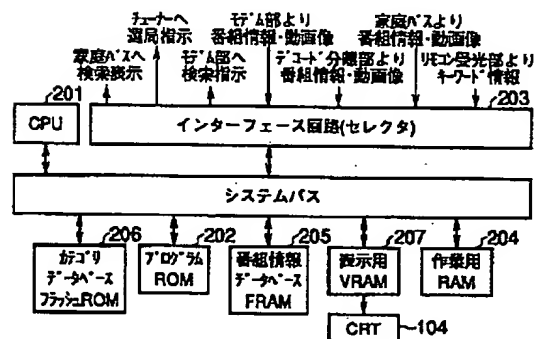 チューナーへ
選局指示
家庭バスへ
検索表示
モデム部へ
検索指示
モデム部より
番組情報・動画像
デコード分離部より
番組情報・動画像
家庭バスより
番組情報・動画像
リモコン受光部より
キーワード情報
201
CPU
203
インターフェース回路(セレクタ)
システムバス
206
カテゴリ
データベース
フラッシュROM
202
プログラム
ROM
205
番組情報
データベース
FRAM
207
表示用
VRAM
204
作業用
RAM
CRT
104